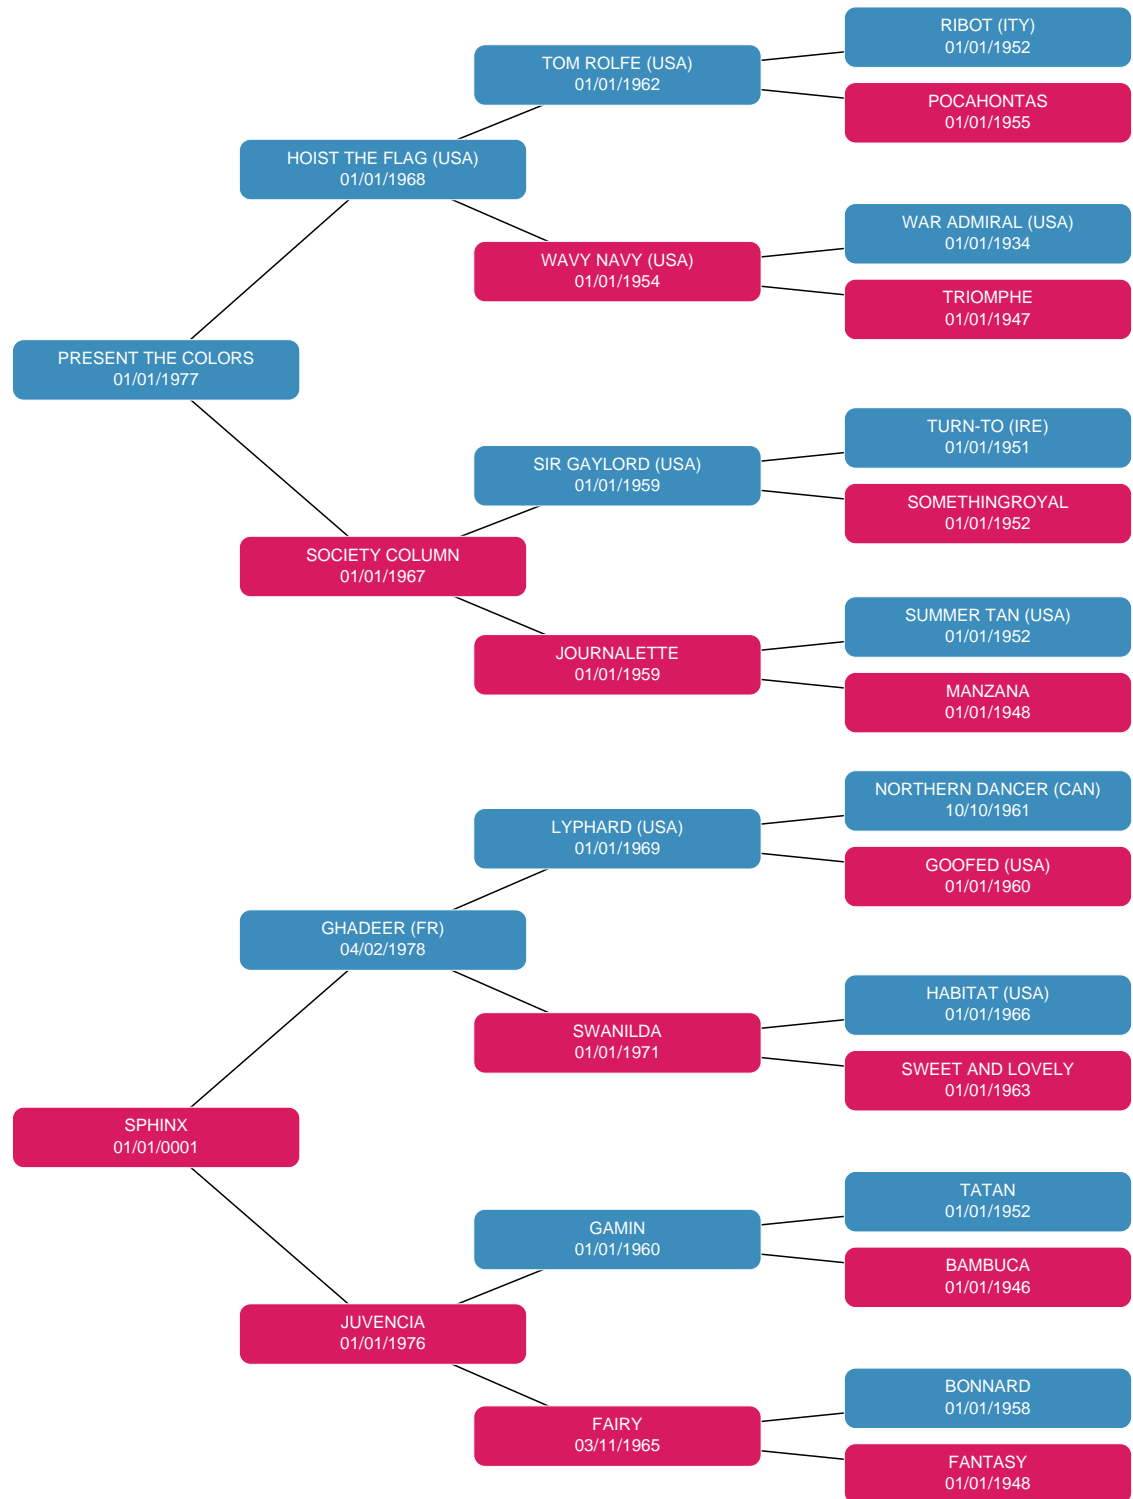 RIBOT (ITY)
01/01/1952
TOM ROLFE (USA)
01/01/1962
POCAHONTAS
01/01/1955
HOIST THE FLAG (USA)
01/01/1968
WAR ADMIRAL (USA)
01/01/1934
WAVY NAVY (USA)
01/01/1954
TRIOMPHE
01/01/1947
PRESENT THE COLORS
01/01/1977
TURN-TO (IRE)
01/01/1951
SIR GAYLORD (USA)
01/01/1959
SOMETHINGROYAL
01/01/1952
SOCIETY COLUMN
01/01/1967
SUMMER TAN (USA)
01/01/1952
JOURNALETTE
01/01/1959
MANZANA
01/01/1948
NORTHERN DANCER (CAN)
10/10/1961
LYPHARD (USA)
01/01/1969
GOOFED (USA)
01/01/1960
GHADEER (FR)
04/02/1978
HABITAT (USA)
01/01/1966
SWANILDA
01/01/1971
SWEET AND LOVELY
01/01/1963
SPHINX
01/01/0001
TATAN
01/01/1952
GAMIN
01/01/1960
BAMBUCA
01/01/1946
JUVENCIA
01/01/1976
BONNARD
01/01/1958
FAIRY
03/11/1965
FANTASY
01/01/1948